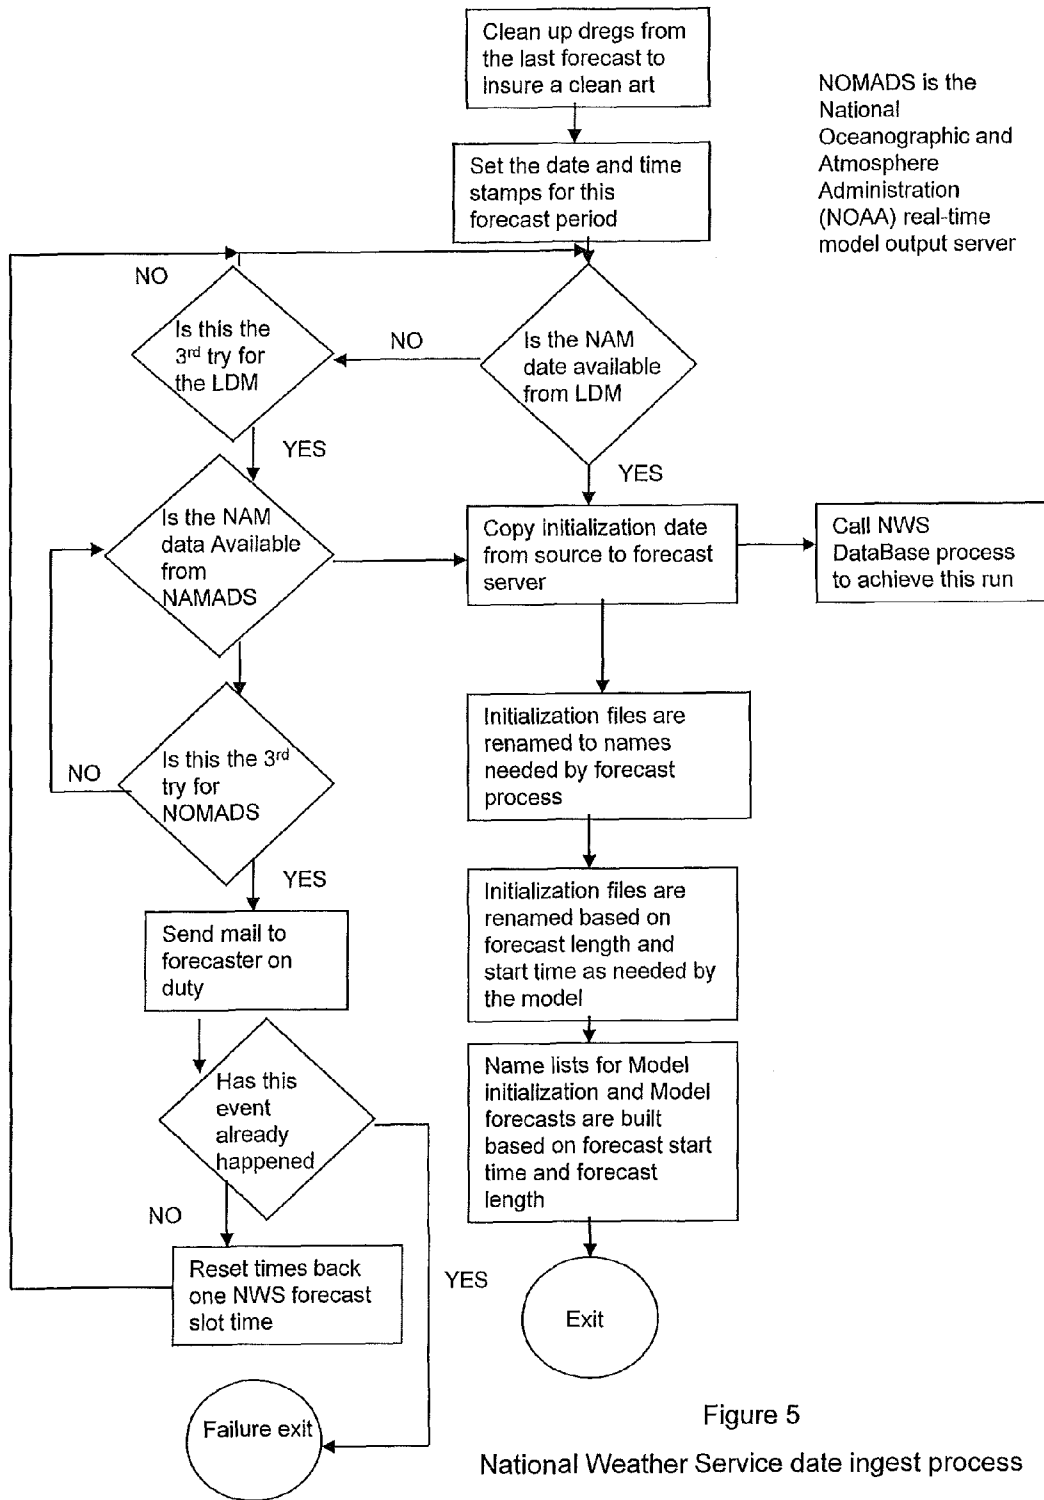 Clean up dregs from
the last forecast to
insure a clean art
NOMADS is the
National
Oceanographic and
Atmosphere
Administration
(NOAA) real-time
model output server
Set the date and time
stamps for this
forecast period
NO
Is this the
3rd try for
the LDM
NO
Is the NAM
date available
from LDM
YES
YES
Is the NAM
data Available
from
NAMADS
Copy initialization date
from source to forecast
server
Call NWS
DataBase process
to achieve this run
NO
Is this the 3rd
try for
NOMADS
Initialization files are
renamed to names
needed by forecast
process
YES
Send mail to
forecaster on
duty
Initialization files are
renamed based on
forecast length and
start time as needed by
the model
Has this
event
already
happened
Name lists for Model
initialization and Model
forecasts are built
based on forecast start
time and forecast
length
NO
Reset times back
one NWS forecast
slot time
YES
Exit
Failure exit
Figure 5
National Weather Service date ingest process